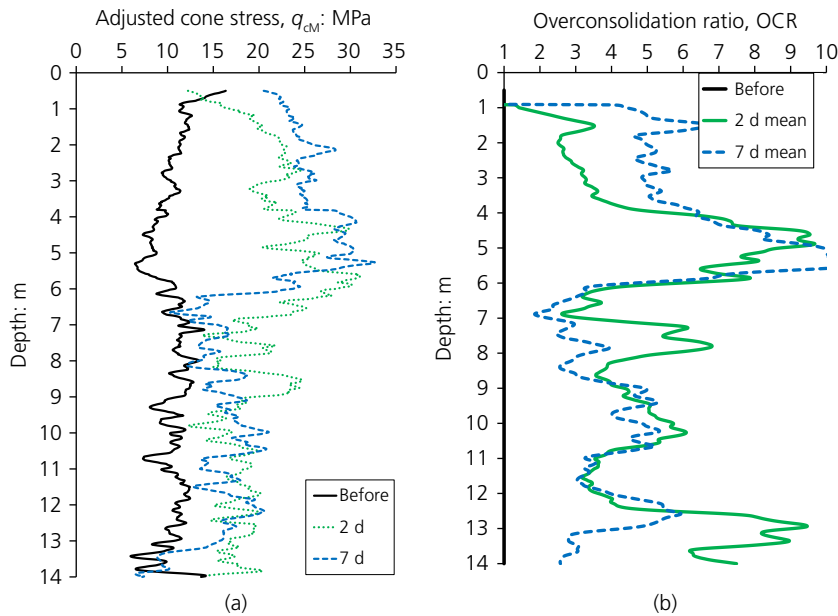 Adjusted cone stress, qcM: MPa
0 5 10 15 20 25 30 35
0
1
2
3
4
5
6
7
8
9
10
11
12
13
14
Depth: m
Before
2 d
7 d
(a)
Overconsolidation ratio, OCR
1 2 3 4 5 6 7 8 9 10
0
1
2
3
4
5
6
7
8
9
10
11
12
13
14
Depth: m
Before
2 d mean
7 d mean
(b)